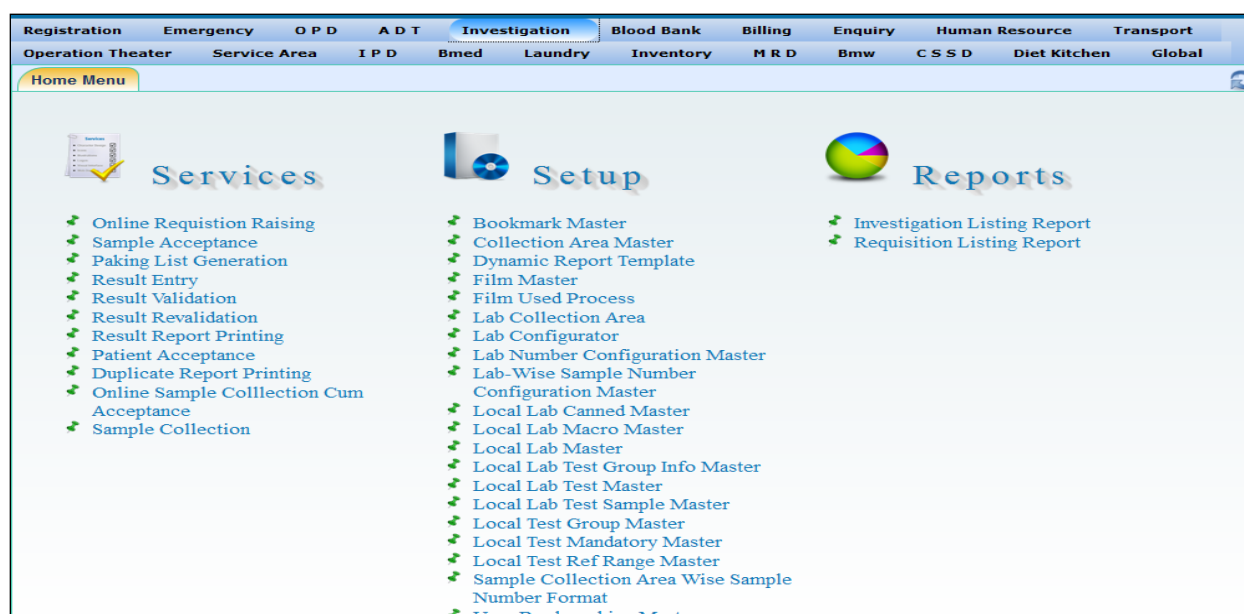 Registration Emergency O P D A D T Investigation Blood Bank Billing Enquiry Human Resource Transport
Operation Theater Service Area I P D Bmed Laundry Inventory M R D Bmw C S S D Diet Kitchen Global
Home Menu
Services
Online Requistion Raising
Sample Acceptance
Paking List Generation
Result Entry
Result Validation
Result Revalidation
Result Report Printing
Patient Acceptance
Duplicate Report Printing
Online Sample Colllection Cum
Acceptance
Sample Collection
Setup
Bookmark Master
Collection Area Master
Dynamic Report Template
Film Master
Film Used Process
Lab Collection Area
Lab Configurator
Lab Number Configuration Master
Lab-Wise Sample Number
Configuration Master
Local Lab Canned Master
Local Lab Macro Master
Local Lab Master
Local Lab Test Group Info Master
Local Lab Test Master
Local Lab Test Sample Master
Local Test Group Master
Local Test Mandatory Master
Local Test Ref Range Master
Sample Collection Area Wise Sample
Number Format
Reports
Investigation Listing Report
Requisition Listing Report